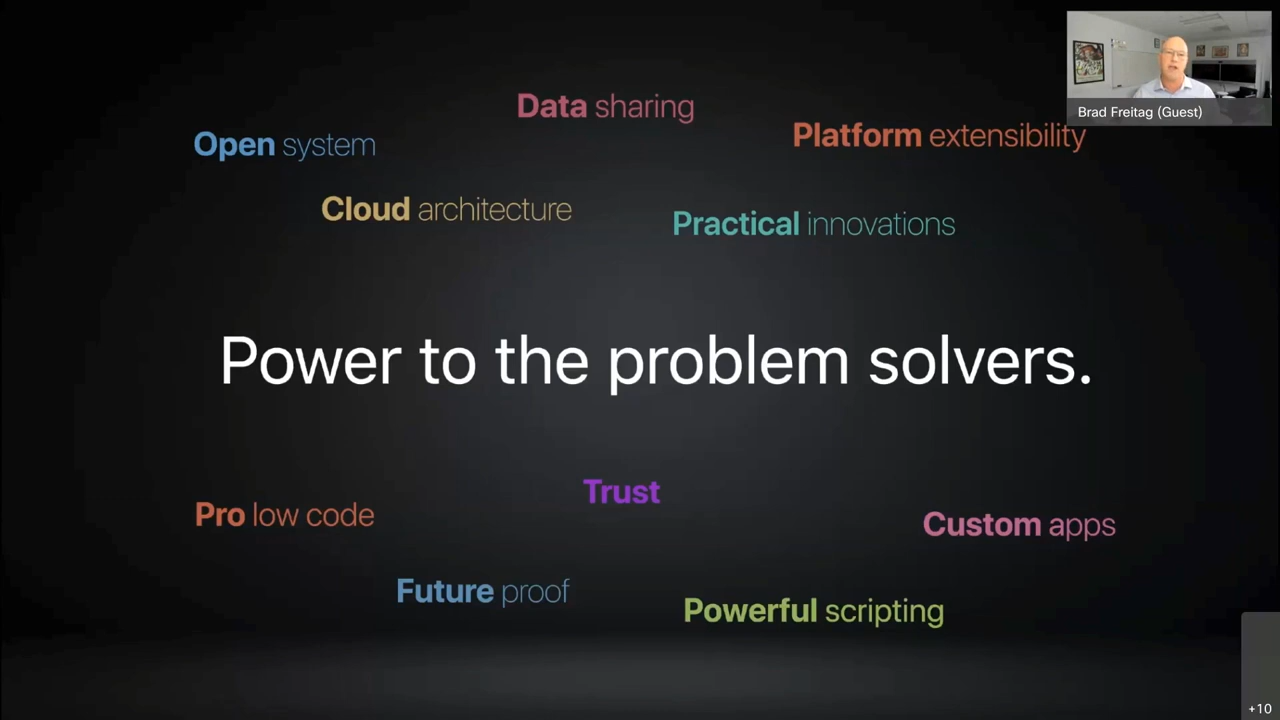 Data sharing
Brad Freitag (Guest)
Open system
Platform extensibility
Cloud architecture
Practical innovations
Power to the problem solvers.
Trust
Pro low code
Custom apps
Future proof
Powerful scripting
+10